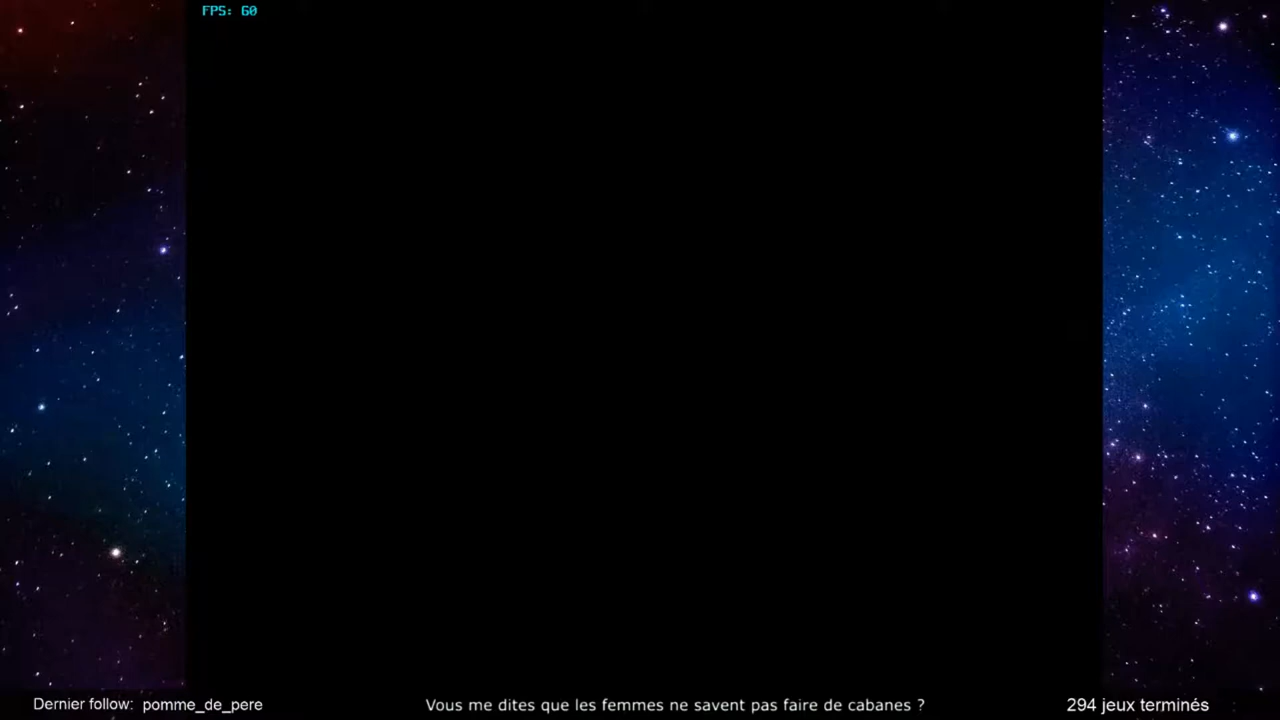 FPS: 60
Dernier follow: pomme_de_pere
Vous me dites que les femmes ne savent pas faire de cabanes ?
294 jeux terminés